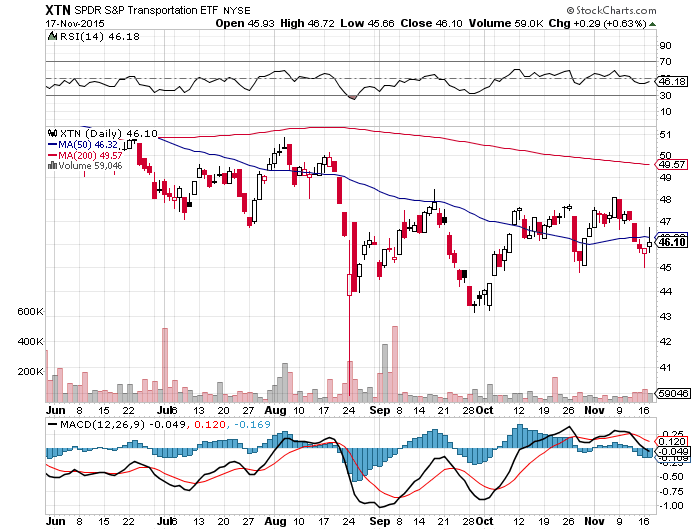 XTN SPDR S&P Transportation ETF NYSE © StockCharts.com
17-Nov-2015 Open 45.93 High 46.72 Low 45.66 Close 46.10 Volume 59.0K Chg +0.29 (+0.63%)
RSI(14) 46.18
90
70
50
46.18
30
10
XTN (Daily) 46.10
MA(50) 46.32
MA(200) 49.57
Volume 59,046
51
50
49.57
49
48
47
46.10
45
44
43
42
41
600K
400K
200K
59046
Jun 8 15 22 Jul 6 13 20 27 Aug 10 17 24 Sep 8 14 21 28 Oct 12 19 26 Nov 9 16
MACD(12,26,9) -0.049, 0.120, -0.169
0.25
0.120
-0.049
-0.25
-0.50
-0.75
-1.00
Jun 8 15 22 Jul 6 13 20 27 Aug 10 17 24 Sep 8 14 21 28 Oct 12 19 26 Nov 9 16